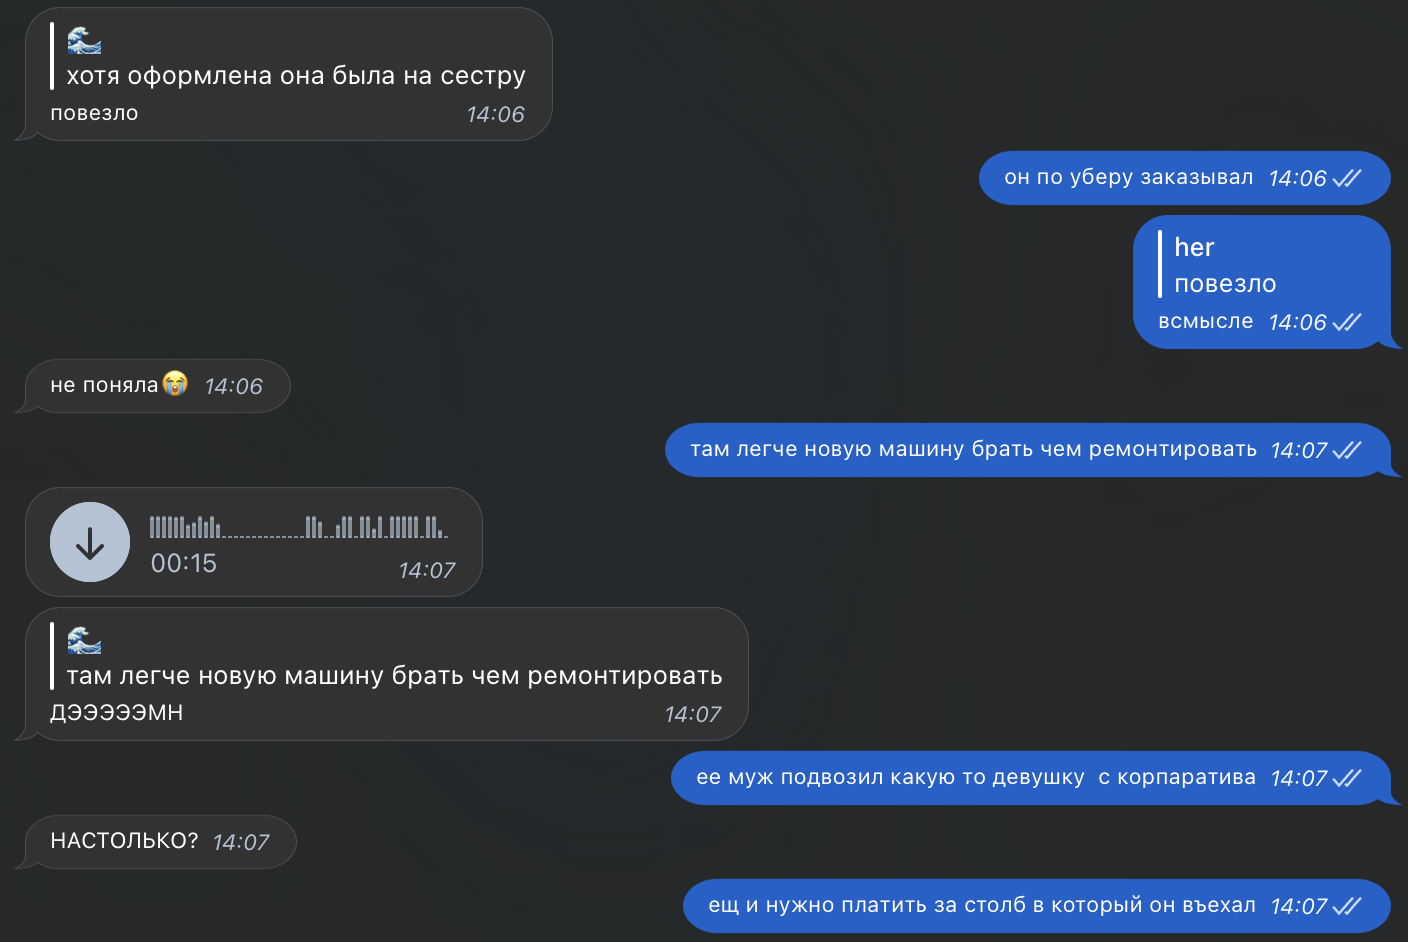 🌊
хотя оформлена она была на сестру
повезло 14:06
он по уберу заказывал 14:06
her
повезло
всмысле 14:06
не поняла😭 14:06
там легче новую машину брать чем ремонтировать 14:07
00:15 14:07
🌊
там легче новую машину брать чем ремонтировать
ДЭЭЭЭЭМН 14:07
ее муж подвозил какую то девушку  с корпаратива 14:07
НАСТОЛЬКО? 14:07
ещ и нужно платить за столб в который он въехал 14:07